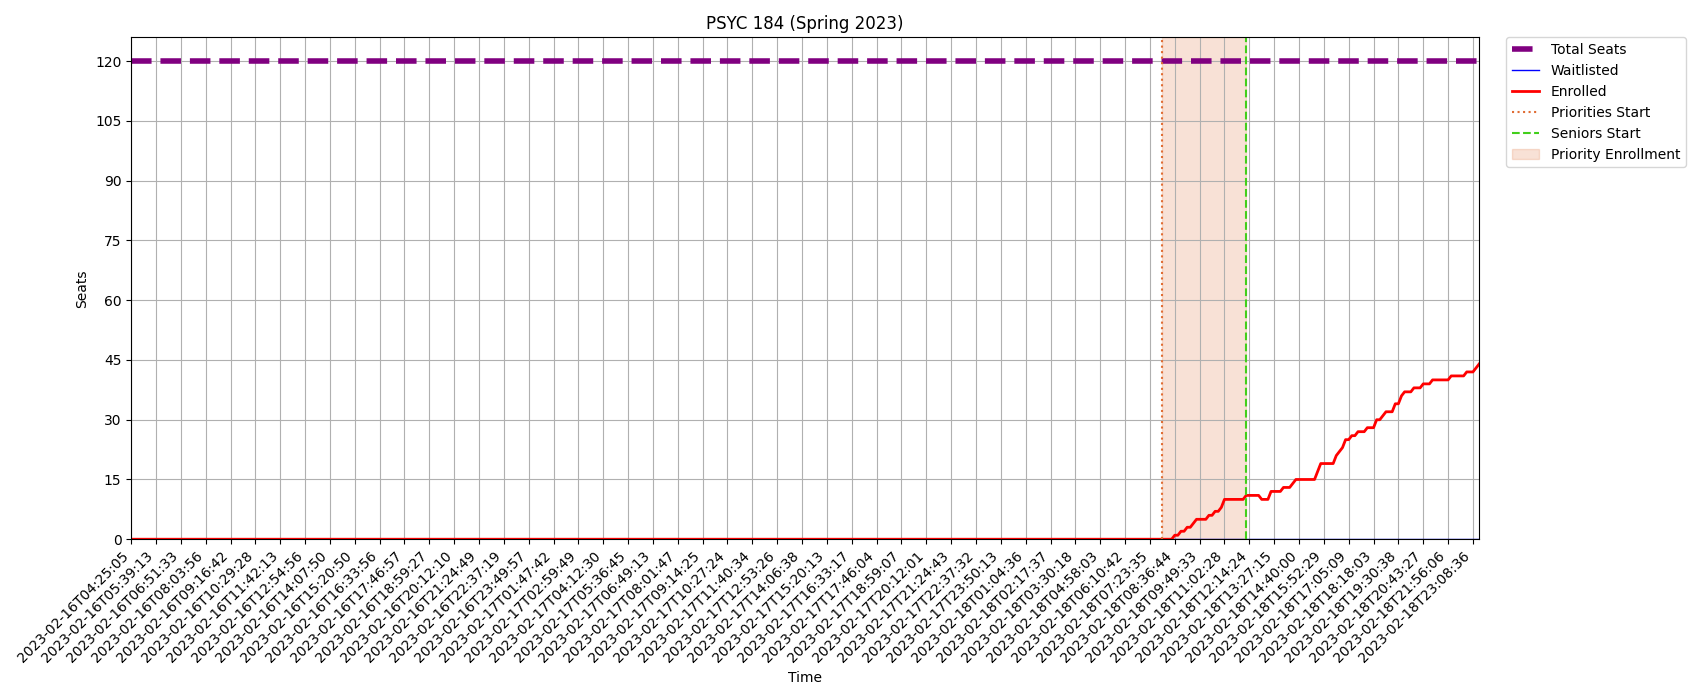 PSYC 184 (Spring 2023)
Total Seats
Waitlisted
Enrolled
Priorities Start
Seniors Start
Priority Enrollment
Seats
120
105
90
75
60
45
30
15
0
2023-02-16T04:25:05
2023-02-16T05:39:13
2023-02-16T06:51:33
2023-02-16T08:03:56
2023-02-16T09:16:42
2023-02-16T10:29:28
2023-02-16T11:42:13
2023-02-16T12:54:56
2023-02-16T14:07:50
2023-02-16T15:20:50
2023-02-16T16:33:56
2023-02-16T17:46:57
2023-02-16T18:59:27
2023-02-16T20:12:10
2023-02-16T21:24:49
2023-02-16T22:37:19
2023-02-16T23:49:57
2023-02-17T01:47:42
2023-02-17T02:59:49
2023-02-17T04:12:30
2023-02-17T05:36:45
2023-02-17T06:49:13
2023-02-17T08:01:47
2023-02-17T09:14:25
2023-02-17T10:27:24
2023-02-17T11:40:34
2023-02-17T12:53:26
2023-02-17T14:06:38
2023-02-17T15:20:13
2023-02-17T16:33:17
2023-02-17T17:46:04
2023-02-17T18:59:07
2023-02-17T20:12:01
2023-02-17T21:24:43
2023-02-17T22:37:32
2023-02-17T23:50:13
2023-02-18T01:04:36
2023-02-18T02:17:37
2023-02-18T03:30:18
2023-02-18T04:58:03
2023-02-18T06:10:42
2023-02-18T07:23:35
2023-02-18T08:36:44
2023-02-18T09:49:33
2023-02-18T11:02:28
2023-02-18T12:14:24
2023-02-18T13:27:15
2023-02-18T14:40:00
2023-02-18T15:52:29
2023-02-18T17:05:09
2023-02-18T18:18:03
2023-02-18T19:30:38
2023-02-18T20:43:27
2023-02-18T21:56:06
2023-02-18T23:08:36
Time